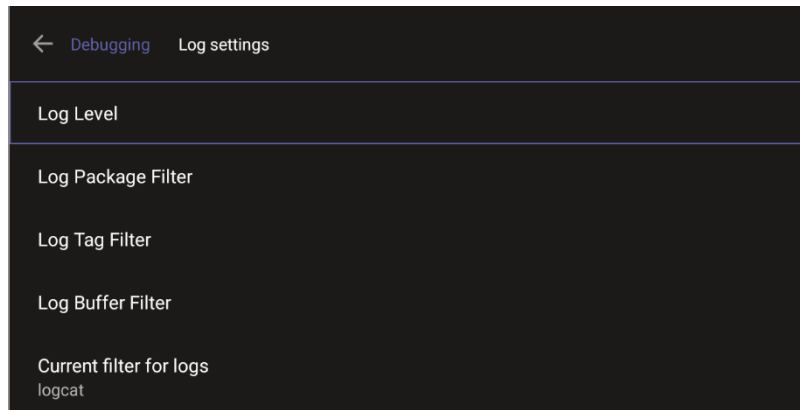 Debugging Log settings
Log Level
Log Package Filter
Log Tag Filter
Log Buffer Filter
Current filter for logs
logcat